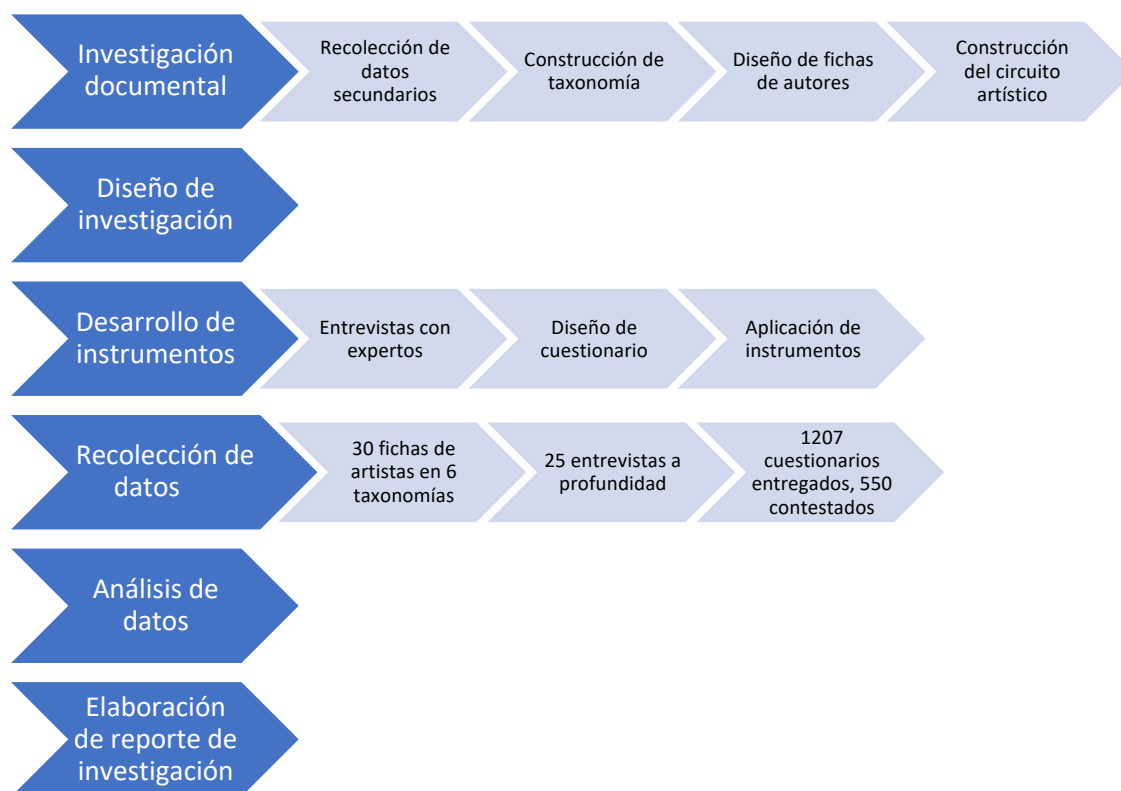 Investigación
documental
Recolección de
datos
secundarios
Construcción de
taxonomía
Diseño de fichas
de autores
Construcción
del circuito
artístico
Diseño de
investigación
Desarrollo de
instrumentos
Entrevistas con
expertos
Diseño de
cuestionario
Aplicación de
instrumentos
Recolección de
datos
30 fichas de
artistas en 6
taxonomías
25 entrevistas a
profundidad
1207
cuestionarios
entregados, 550
contestados
Análisis de
datos
Elaboración
de reporte de
investigación